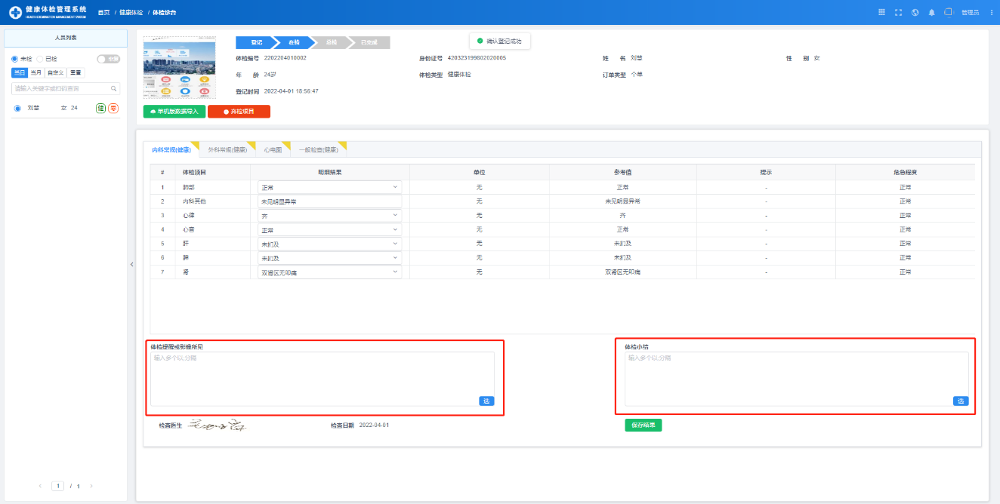 健康体检管理系统 首页 / 健康体检 / 体检诊台 管理员
HEALTH EXAMINATION MANAGEMENT SYSTEM
人员列表
未检 已检
当日 当月 自定义 重置
请输入关键字或扫码查询
刘慧 女 24 健 零
1 / 1
登记 在检 总检 已完成
确认登记成功
体检编号 2202204010002 身份证号 420323199802020005 姓 名 刘慧 性 别 女
年 龄 24岁 体检类型 健康体检 订单类型 个单
登记时间 2022-04-01 18:56:47
单机版数据导入 弃检项目
内科常规(健康) 外科常规(健康) 心电图 一般检查(健康)
# 体检项目 明细结果 单位 参考值 提示 危急程度
1 肺部 正常 无 正常 - 正常
2 内科其他 未见明显异常 无 未见明显异常 - 正常
3 心律 齐 无 齐 - 正常
4 心音 正常 无 正常 - 正常
5 肝 未扪及 无 未扪及 - 正常
6 脾 未扪及 无 未扪及 - 正常
7 肾 双肾区无叩痛 无 双肾区无叩痛 - 正常
体检提醒或影像所见 体检小结
输入多个以,分隔 输入多个以,分隔
选 选
检查医生 检查日期 2022-04-01 保存结果